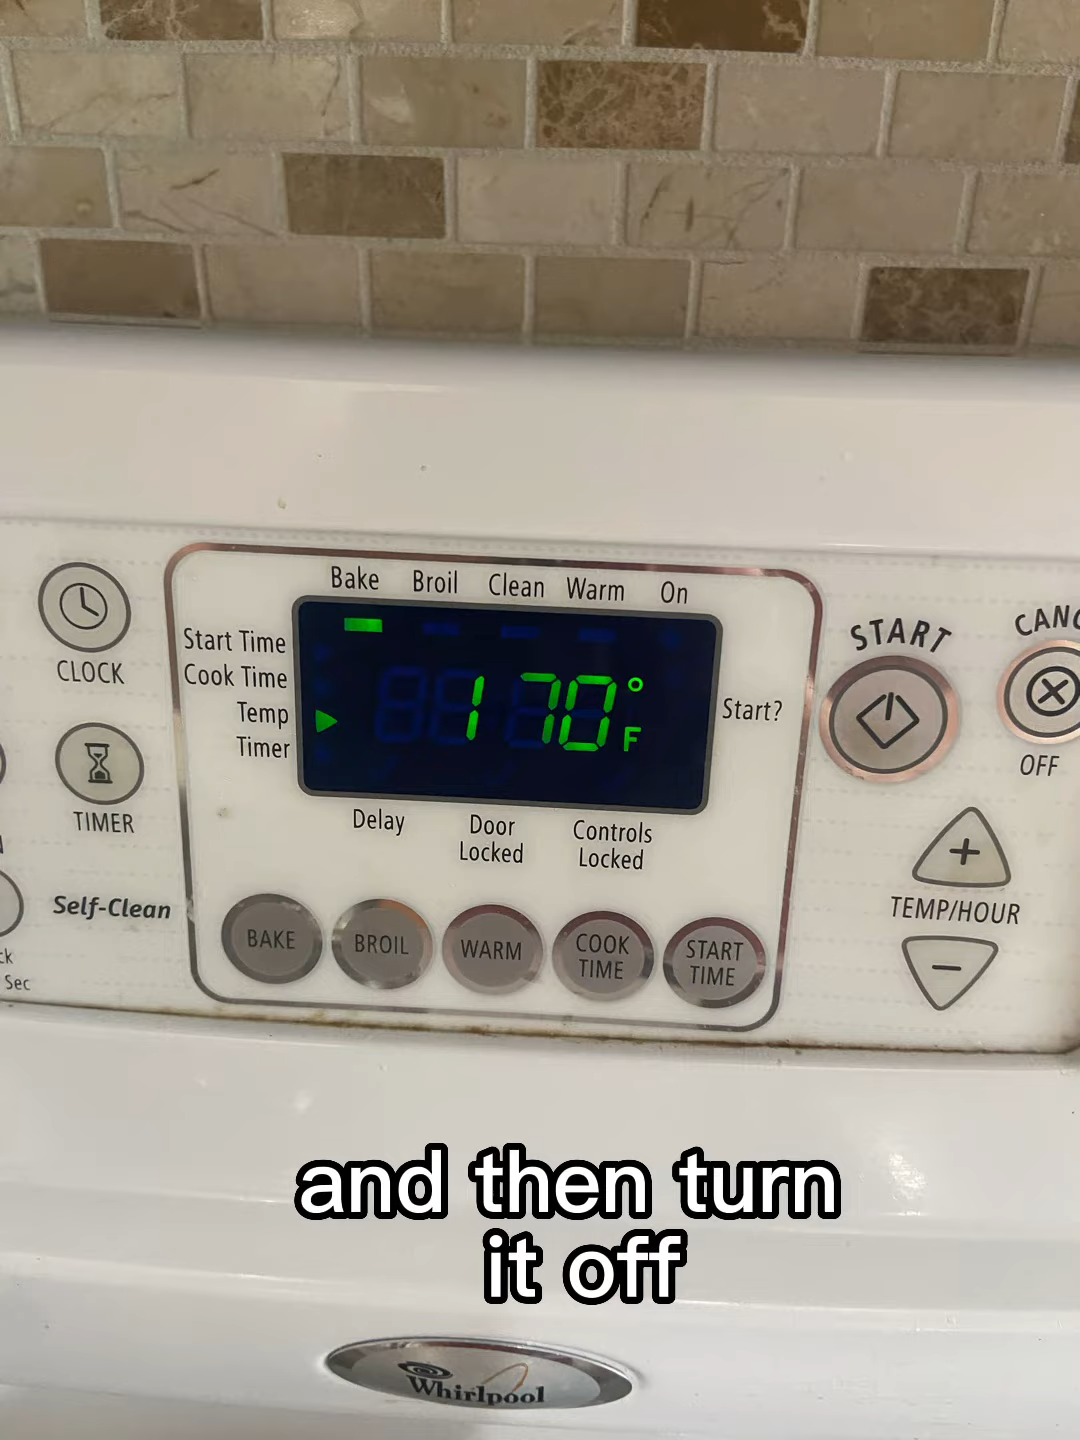 Bake Broil Clean Warm On
Start Time
Cook Time
Temp
Timer
170°F
Start?
Delay
Door Locked
Controls Locked
CLOCK
TIMER
Self-Clean
Sec
BAKE
BROIL
WARM
COOK TIME
START TIME
START
OFF
TEMP/HOUR
and then turn
it off
Whirlpool